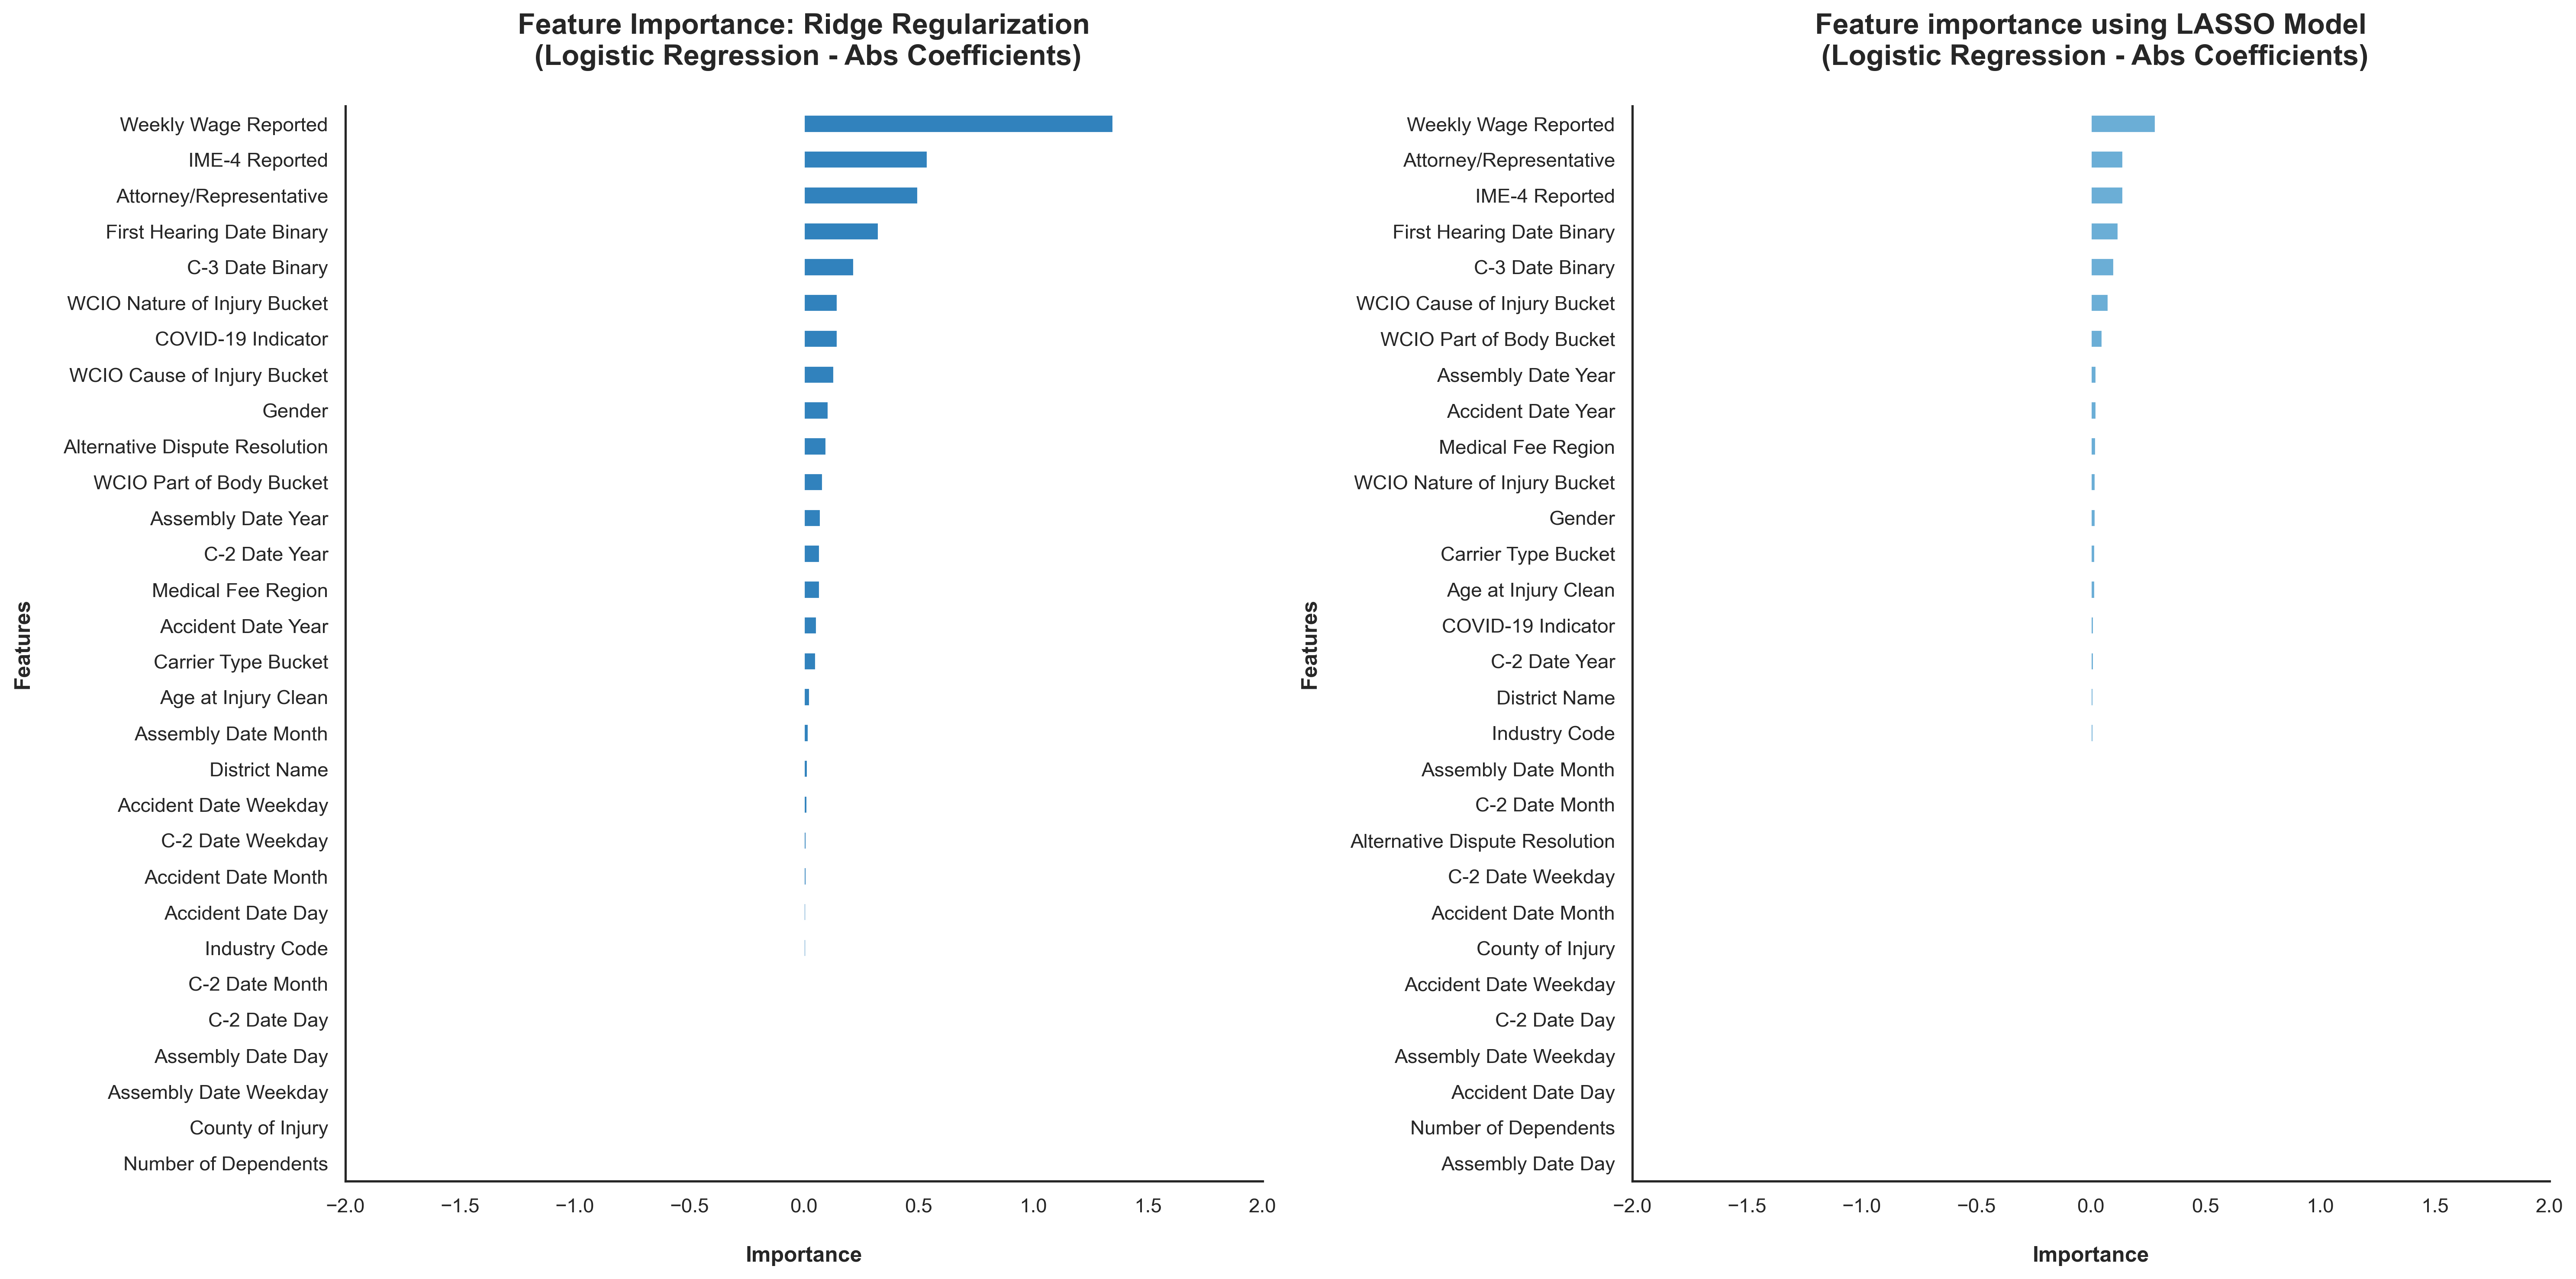 Feature Importance: Ridge Regularization
(Logistic Regression - Abs Coefficients)
Features
Weekly Wage Reported
IME-4 Reported
Attorney/Representative
First Hearing Date Binary
C-3 Date Binary
WCIO Nature of Injury Bucket
COVID-19 Indicator
WCIO Cause of Injury Bucket
Gender
Alternative Dispute Resolution
WCIO Part of Body Bucket
Assembly Date Year
C-2 Date Year
Medical Fee Region
Accident Date Year
Carrier Type Bucket
Age at Injury Clean
Assembly Date Month
District Name
Accident Date Weekday
C-2 Date Weekday
Accident Date Month
Accident Date Day
Industry Code
C-2 Date Month
C-2 Date Day
Assembly Date Day
Assembly Date Weekday
County of Injury
Number of Dependents
−2.0 −1.5 −1.0 −0.5 0.0 0.5 1.0 1.5 2.0
Importance
Feature importance using LASSO Model
(Logistic Regression - Abs Coefficients)
Features
Weekly Wage Reported
Attorney/Representative
IME-4 Reported
First Hearing Date Binary
C-3 Date Binary
WCIO Cause of Injury Bucket
WCIO Part of Body Bucket
Assembly Date Year
Accident Date Year
Medical Fee Region
WCIO Nature of Injury Bucket
Gender
Carrier Type Bucket
Age at Injury Clean
COVID-19 Indicator
C-2 Date Year
District Name
Industry Code
Assembly Date Month
C-2 Date Month
Alternative Dispute Resolution
C-2 Date Weekday
Accident Date Month
County of Injury
Accident Date Weekday
C-2 Date Day
Assembly Date Weekday
Accident Date Day
Number of Dependents
Assembly Date Day
−2.0 −1.5 −1.0 −0.5 0.0 0.5 1.0 1.5 2.0
Importance